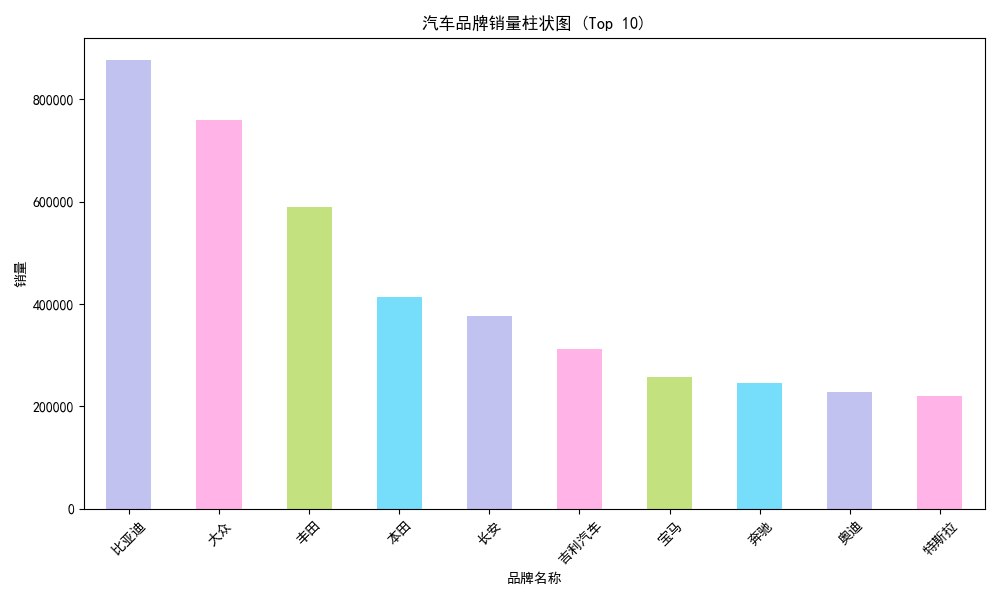 汽车品牌销量柱状图 (Top 10)
销量
800000
600000
400000
200000
0
比亚迪
大众
丰田
本田
长安
吉利汽车
宝马
奔驰
奥迪
特斯拉
品牌名称